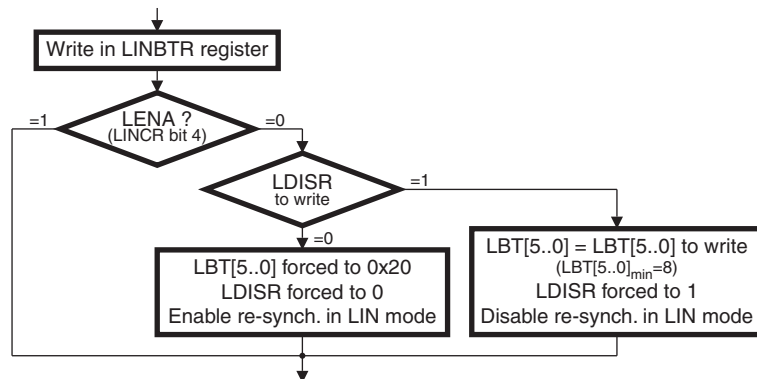 Write in LINBTR register
=1
LENA ?
(LINCR bit 4)
=0
LDISR
to write
=1
=0
LBT[5..0] forced to 0x20
LDISR forced to 0
Enable re-synch. in LIN mode
LBT[5..0] = LBT[5..0] to write
(LBT[5..0]min=8)
LDISR forced to 1
Disable re-synch. in LIN mode